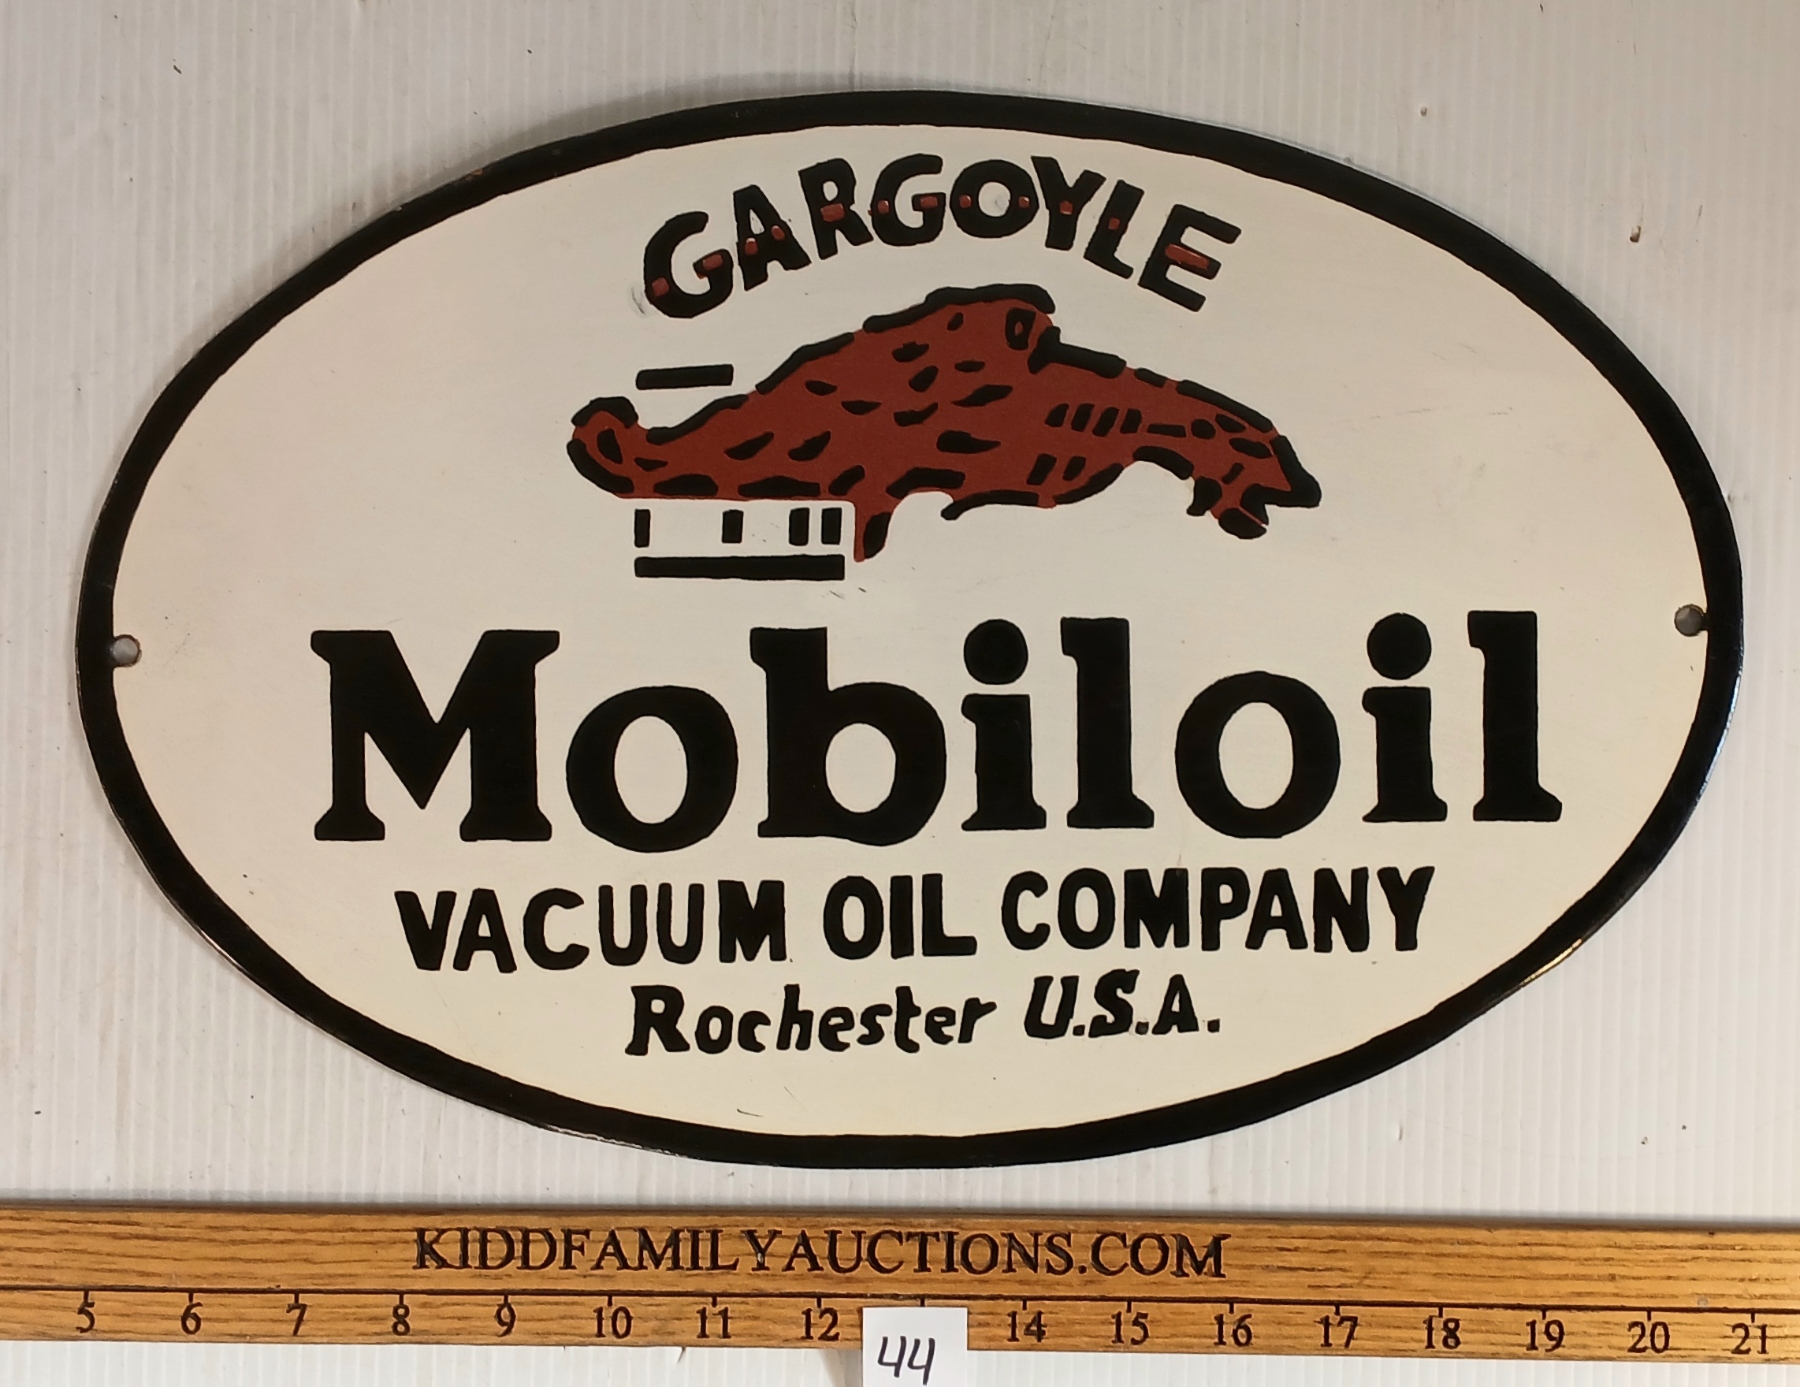 GARGOYLE
Mobiloil
VACUUM OIL COMPANY
Rochester U.S.A.
KIDDFAMILYAUCTIONS.COM
5 6 7 8 9 10 11 12 14 15 16 17 18 19 20 21
44